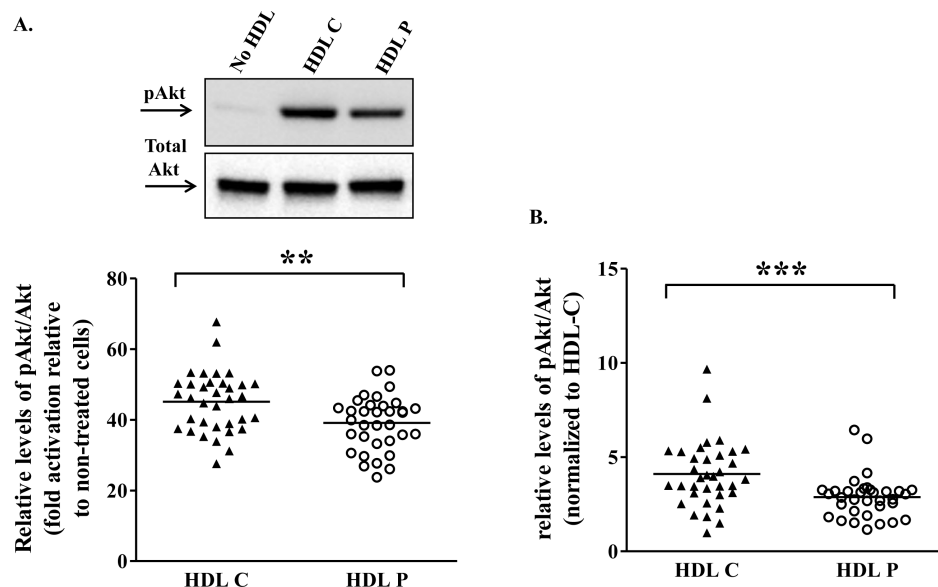 A.
No HDL
HDL C
HDL P
pAkt
Total
Akt
**
Relative levels of pAkt/Akt
(fold activation relative
to non-treated cells)
80
60
40
20
0
HDL C
HDL P
B.
***
relative levels of pAkt/Akt
(normalized to HDL-C)
15
10
5
0
HDL C
HDL P